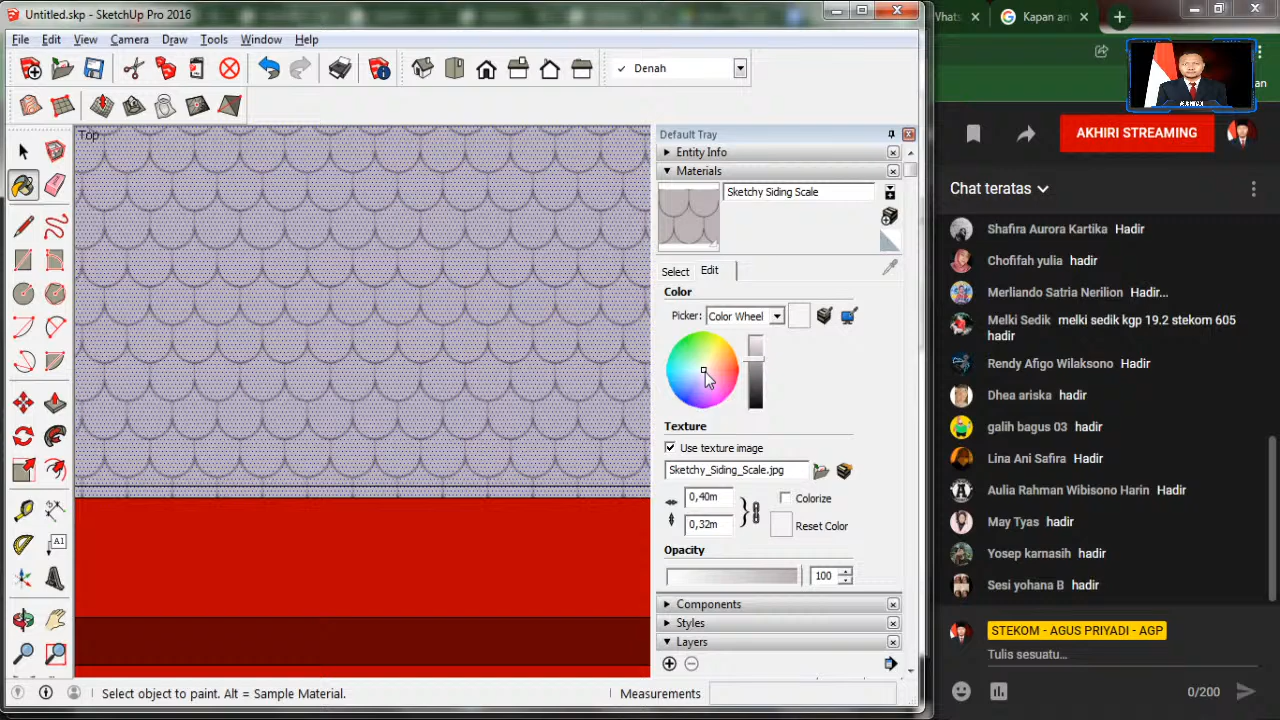 Untitled.skp - SketchUp Pro 2016
File Edit View Camera Draw Tools Window Help
Denah
Top
A1
Default Tray
Entity Info
Materials
Sketchy Siding Scale
Select Edit
Color
Picker: Color Wheel
Texture
Use texture image
Sketchy_Siding_Scale.jpg
0,40m
Colorize
0,32m
Reset Color
Opacity
100
Components
Styles
Layers
Select object to paint. Alt = Sample Material.
Measurements
Whats
Kapan an
an
AKHIRI STREAMING
Chat teratas
Shafira Aurora Kartika Hadir
Chofifah yulia hadir
Merliando Satria Nerilion Hadir...
Melki Sedik melki sedik kgp 19.2 stekom 605
hadir
Rendy Afigo Wilaksono Hadir
Dhea ariska hadir
galih bagus 03 hadir
Lina Ani Safira Hadir
Aulia Rahman Wibisono Harin Hadir
May Tyas hadir
Yosep karnasih hadir
Sesi yohana B hadir
STEKOM - AGUS PRIYADI - AGP
Tulis sesuatu...
0/200